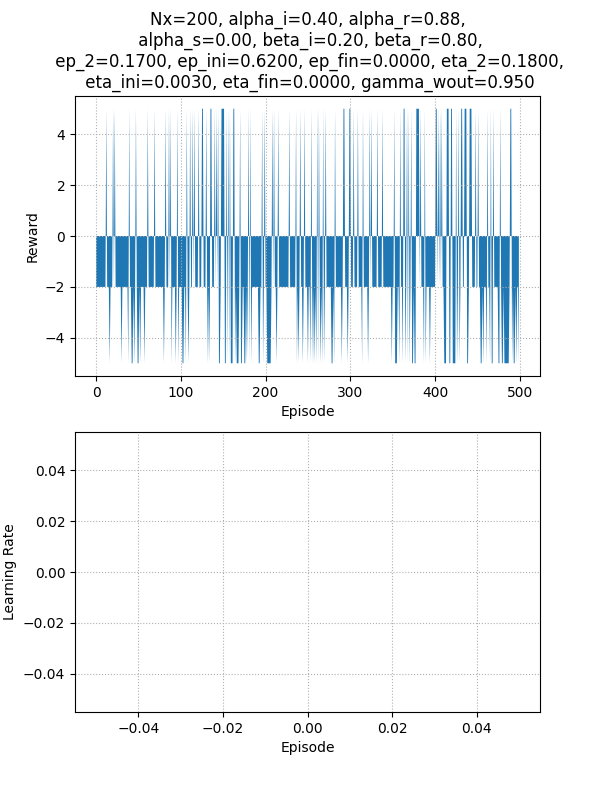 Nx=200, alpha_i=0.40, alpha_r=0.88,
alpha_s=0.00, beta_i=0.20, beta_r=0.80,
ep_2=0.1700, ep_ini=0.6200, ep_fin=0.0000, eta_2=0.1800,
eta_ini=0.0030, eta_fin=0.0000, gamma_wout=0.950
4
2
0
−2
−4
Reward
0 100 200 300 400 500
Episode
0.04
0.02
0.00
−0.02
−0.04
Learning Rate
−0.04 −0.02 0.00 0.02 0.04
Episode